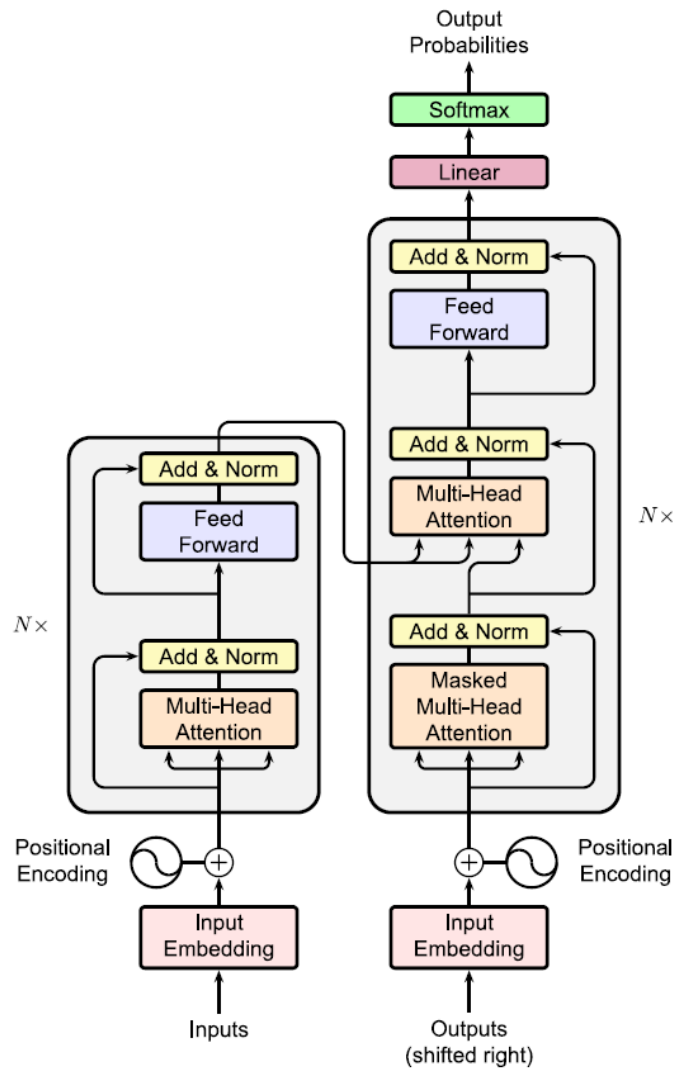 Output
Probabilities
Softmax
Linear
Add & Norm
Feed
Forward
Add & Norm
Multi-Head
Attention
N×
Add & Norm
Masked
Multi-Head
Attention
Positional
Encoding
Input
Embedding
Outputs
(shifted right)
Add & Norm
Feed
Forward
N×
Add & Norm
Multi-Head
Attention
Positional
Encoding
Input
Embedding
Inputs